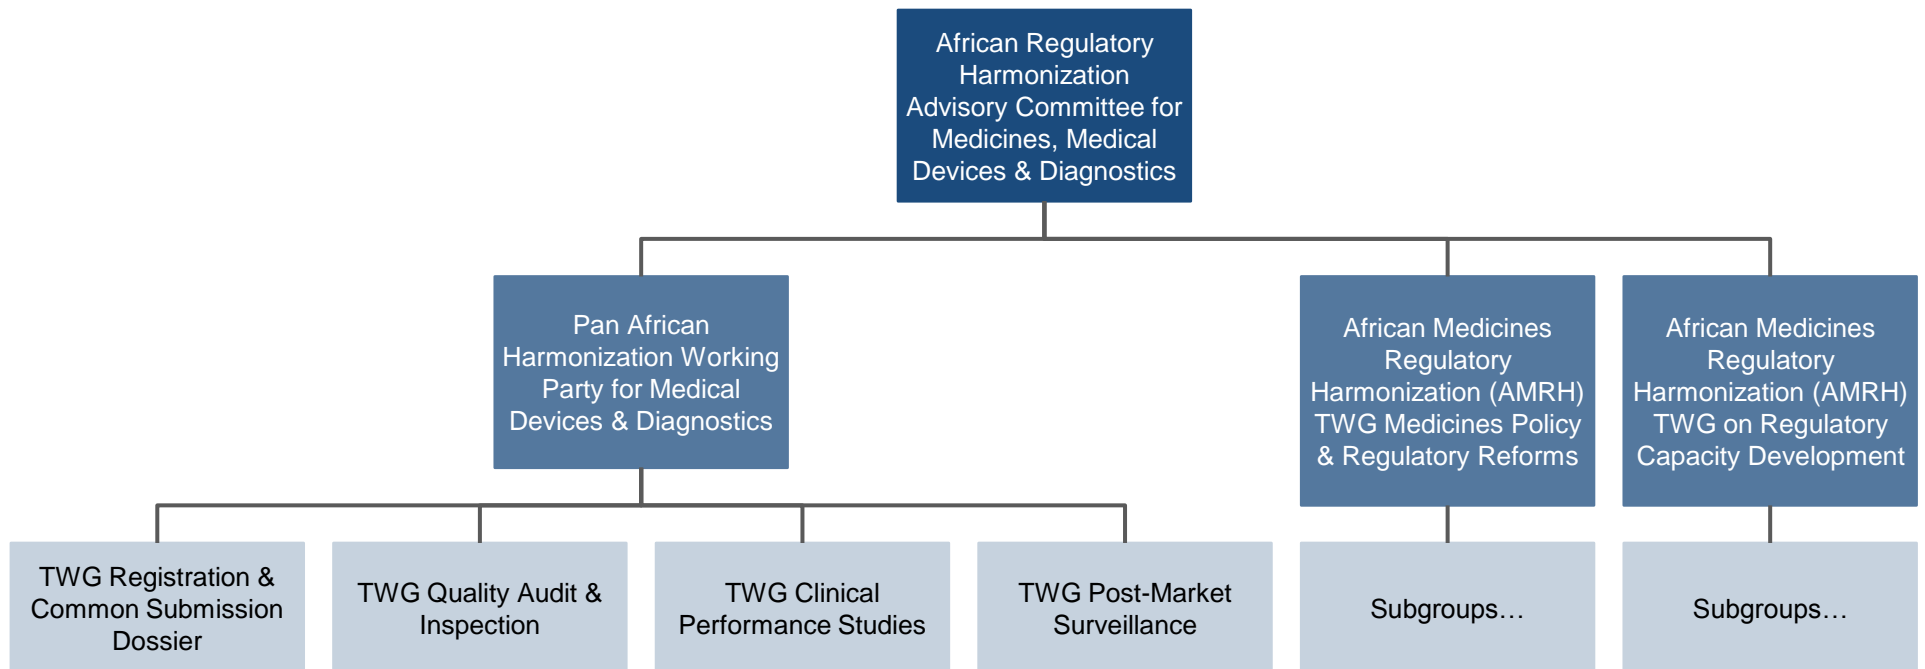 African Regulatory
Harmonization
Advisory Committee for
Medicines, Medical
Devices & Diagnostics
Pan African
Harmonization Working
Party for Medical
Devices & Diagnostics
African Medicines
Regulatory
Harmonization (AMRH)
TWG Medicines Policy
& Regulatory Reforms
African Medicines
Regulatory
Harmonization (AMRH)
TWG on Regulatory
Capacity Development
TWG Registration &
Common Submission
Dossier
TWG Quality Audit &
Inspection
TWG Clinical
Performance Studies
TWG Post-Market
Surveillance
Subgroups…
Subgroups…